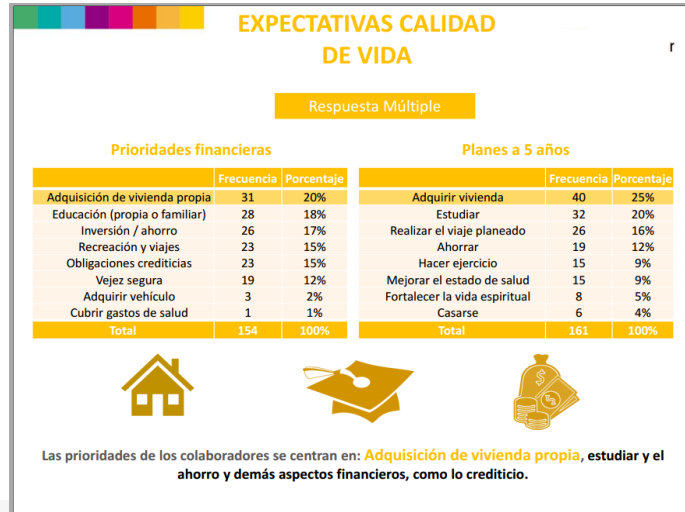 EXPECTATIVAS CALIDAD
DE VIDA
r
Respuesta Múltiple
Prioridades financieras
Frecuencia Porcentaje
Adquisición de vivienda propia 31 20%
Educación (propia o familiar) 28 18%
Inversión / ahorro 26 17%
Recreación y viajes 23 15%
Obligaciones crediticias 23 15%
Vejez segura 19 12%
Adquirir vehículo 3 2%
Cubrir gastos de salud 1 1%
Total 154 100%
Planes a 5 años
Frecuencia Porcentaje
Adquirir vivienda 40 25%
Estudiar 32 20%
Realizar el viaje planeado 26 16%
Ahorrar 19 12%
Hacer ejercicio 15 9%
Mejorar el estado de salud 15 9%
Fortalecer la vida espiritual 8 5%
Casarse 6 4%
Total 161 100%
Las prioridades de los colaboradores se centran en: Adquisición de vivienda propia, estudiar y el
ahorro y demás aspectos financieros, como lo crediticio.